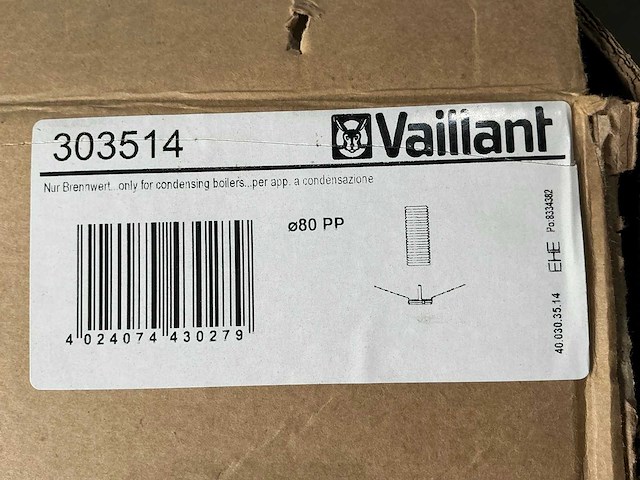 303514
Vaillant
Nur Brennwert...only for condensing boilers...per app. a condensazione
ø80 PP
4 024074 430279
40.030.35.14
EHE
Po:8334382